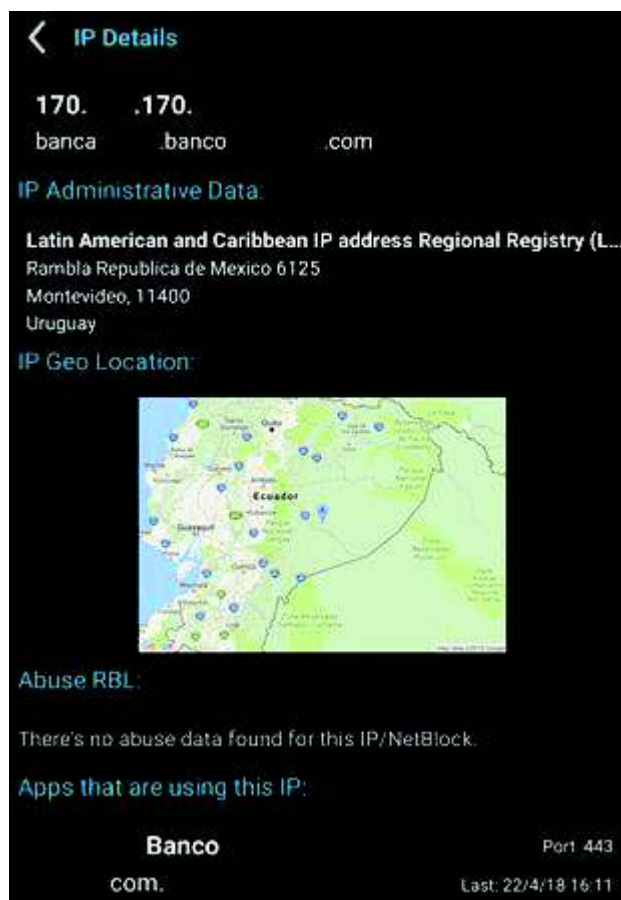 IP Details
170. .170.
banca .banco .com
IP Administrative Data:
Latin American and Caribbean IP address Regional Registry (L...
Rambla Republica de Mexico 6125
Montevideo, 11400
Uruguay
IP Geo Location:
Quito
Ecuador
Guayaquil
Cuenca
Abuse RBL:
There's no abuse data found for this IP/NetBlock.
Apps that are using this IP:
Banco Port 443
com. Last: 22/4/18 16:11